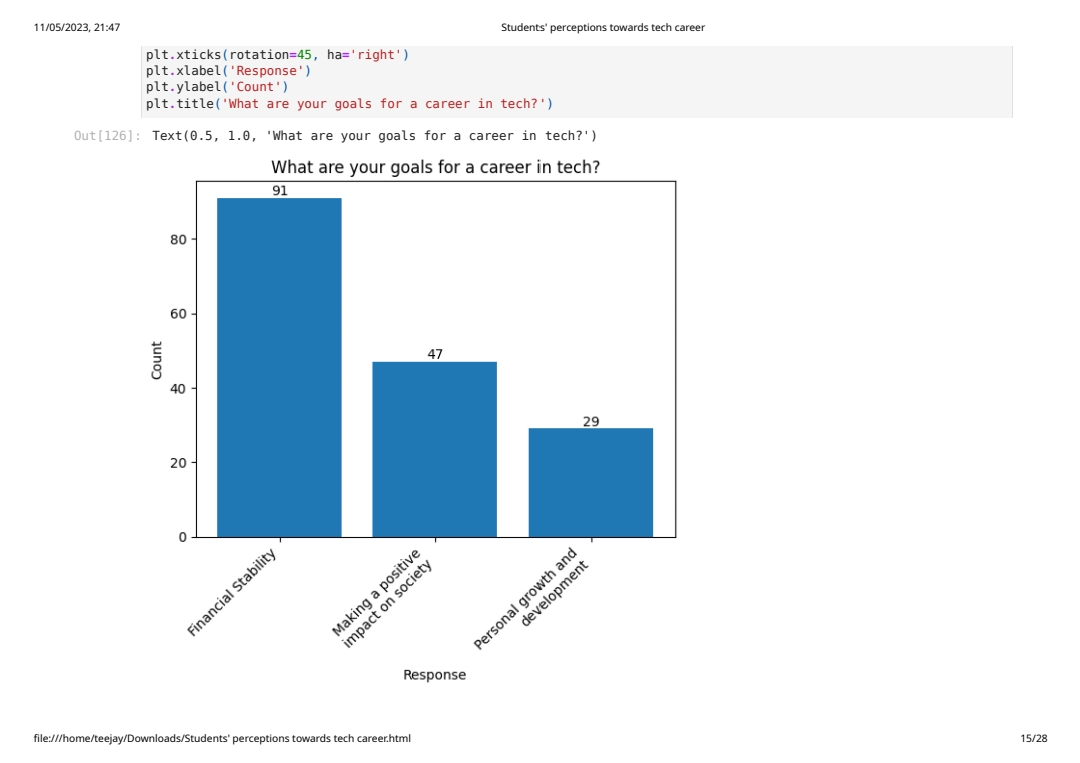 11/05/2023, 21:47
Students' perceptions towards tech career
plt.xticks(rotation=45, ha='right')
plt.xlabel('Response')
plt.ylabel('Count')
plt.title('What are your goals for a career in tech?')
Out[126]: Text(0.5, 1.0, 'What are your goals for a career in tech?')
What are your goals for a career in tech?
91
80
47
60
Count
40
29
20
0
Financial Stability
Making a positive
impact on society
Personal growth and
development
Response
file:///home/teejay/Downloads/Students' perceptions towards tech career.html
15/28